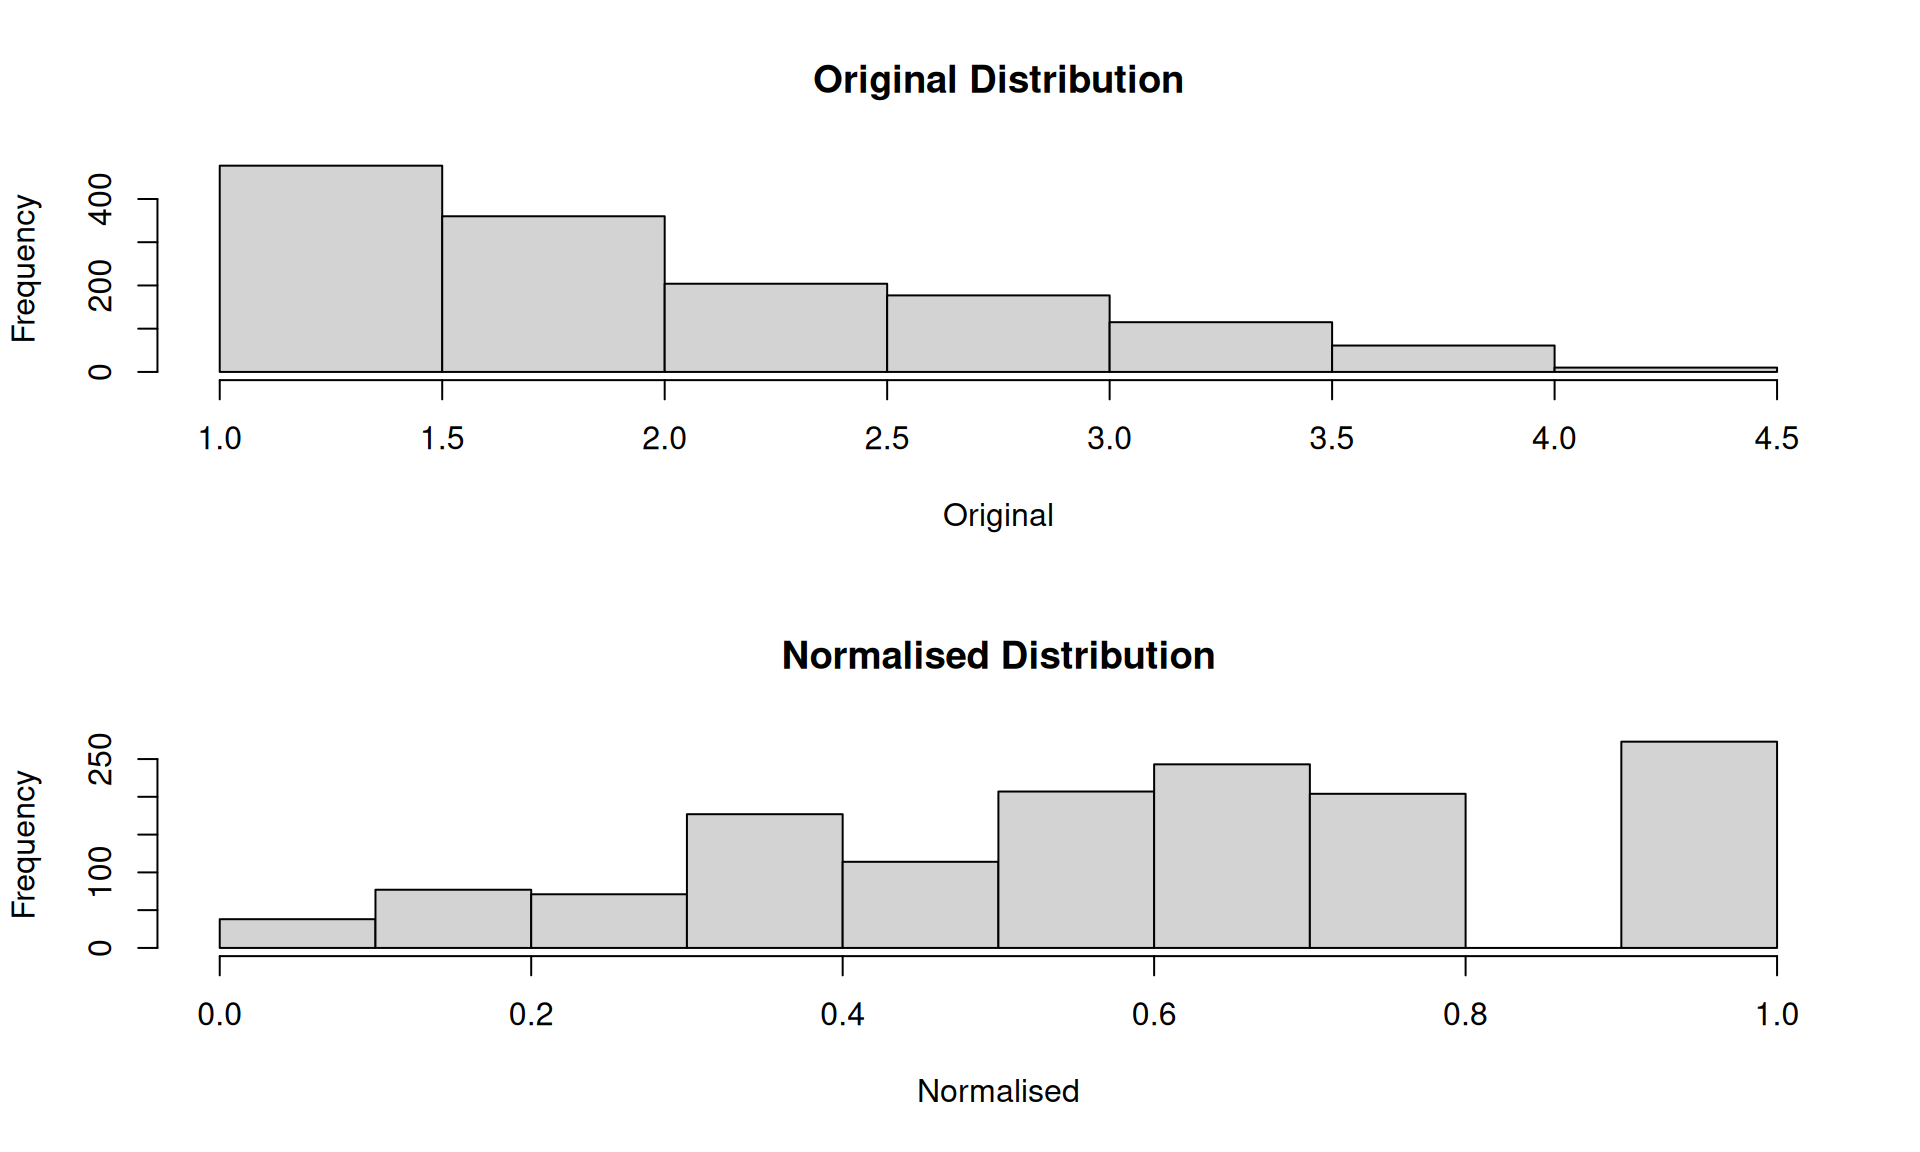 Original Distribution
Frequency
0 200 400
1.0 1.5 2.0 2.5 3.0 3.5 4.0 4.5
Original
Normalised Distribution
Frequency
0 100 250
0.0 0.2 0.4 0.6 0.8 1.0
Normalised